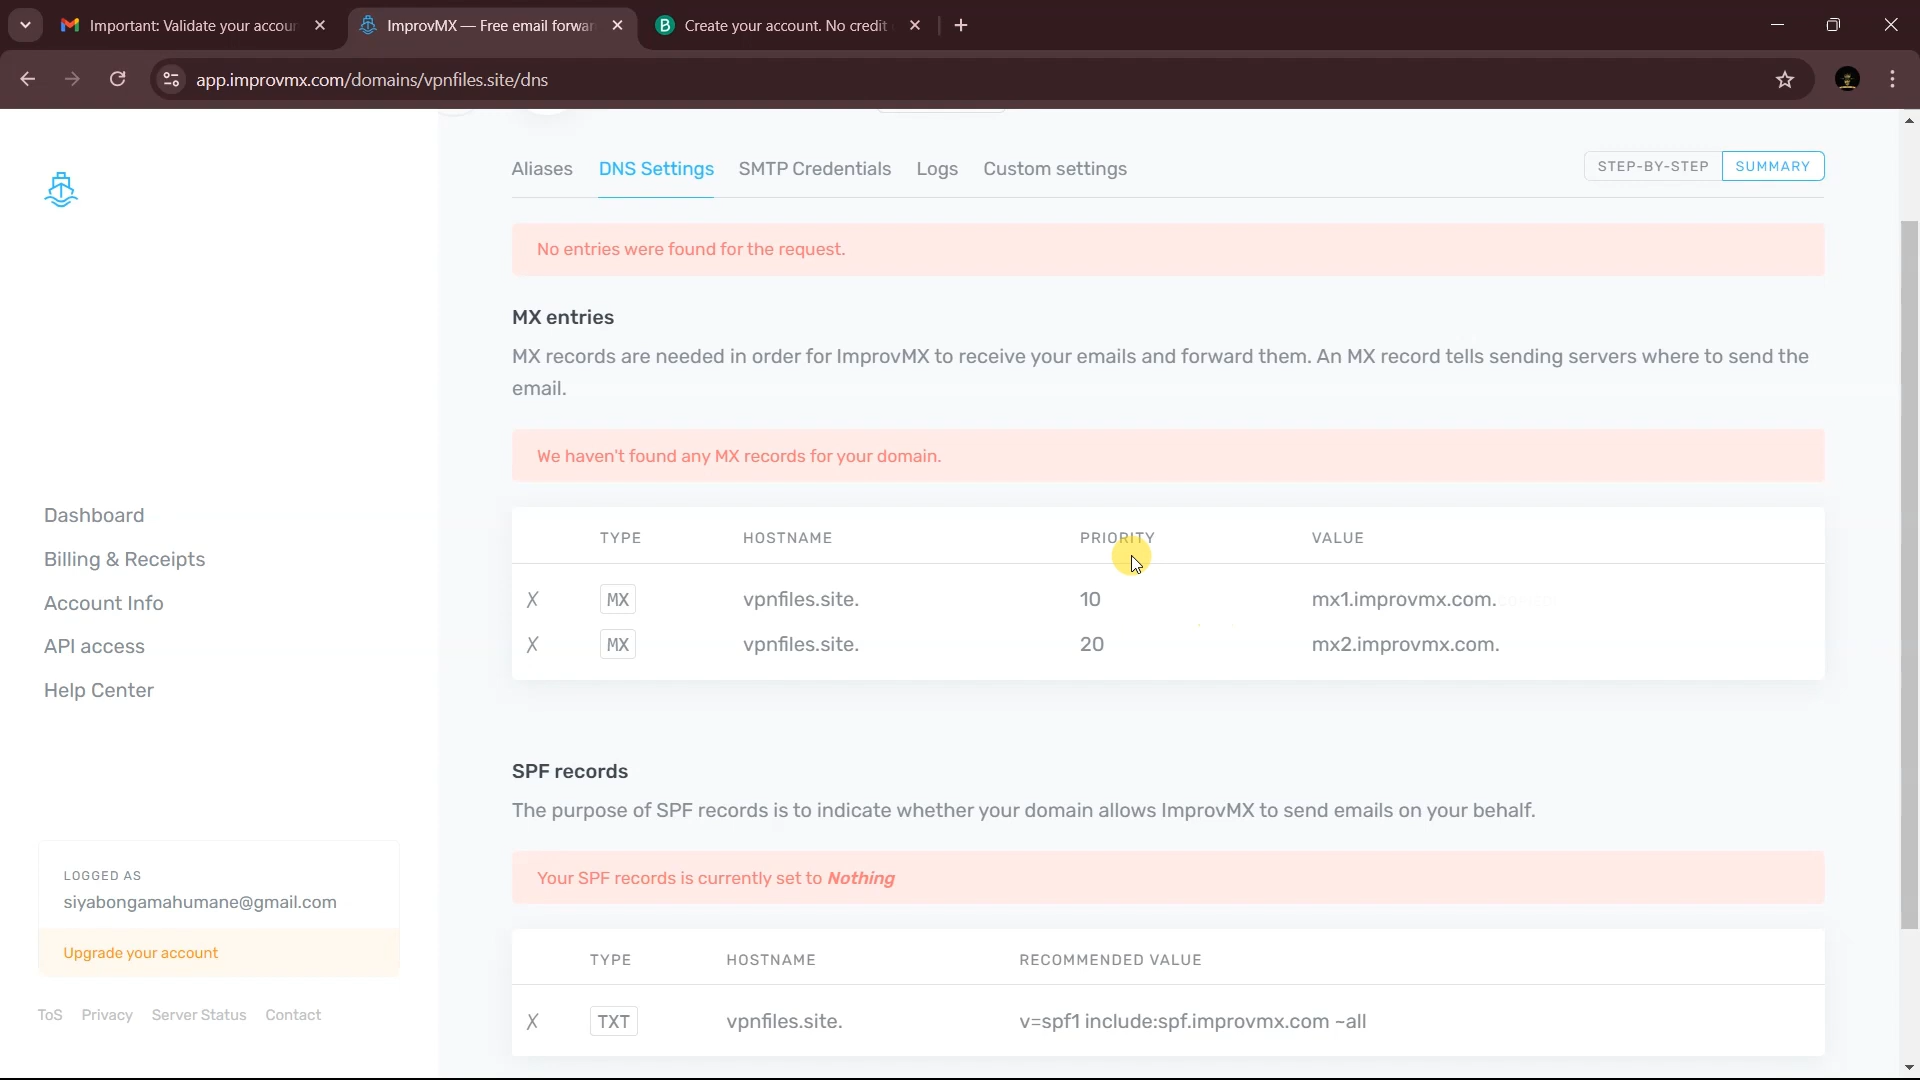 Important: Validate your accoun
ImprovMX — Free email forwar
Create your account. No credit
app.improvmx.com/domains/vpnfiles.site/dns
Aliases DNS Settings SMTP Credentials Logs Custom settings
STEP-BY-STEP SUMMARY
No entries were found for the request.
MX entries
MX records are needed in order for ImprovMX to receive your emails and forward them. An MX record tells sending servers where to send the
email.
We haven't found any MX records for your domain.
TYPE HOSTNAME PRIORITY VALUE
X MX vpnfiles.site. 10 mx1.improvmx.com.
X MX vpnfiles.site. 20 mx2.improvmx.com.
SPF records
The purpose of SPF records is to indicate whether your domain allows ImprovMX to send emails on your behalf.
Your SPF records is currently set to Nothing
TYPE HOSTNAME RECOMMENDED VALUE
X TXT vpnfiles.site. v=spf1 include:spf.improvmx.com ~all
Dashboard
Billing & Receipts
Account Info
API access
Help Center
LOGGED AS
siyabongamahumane@gmail.com
Upgrade your account
ToS Privacy Server Status Contact